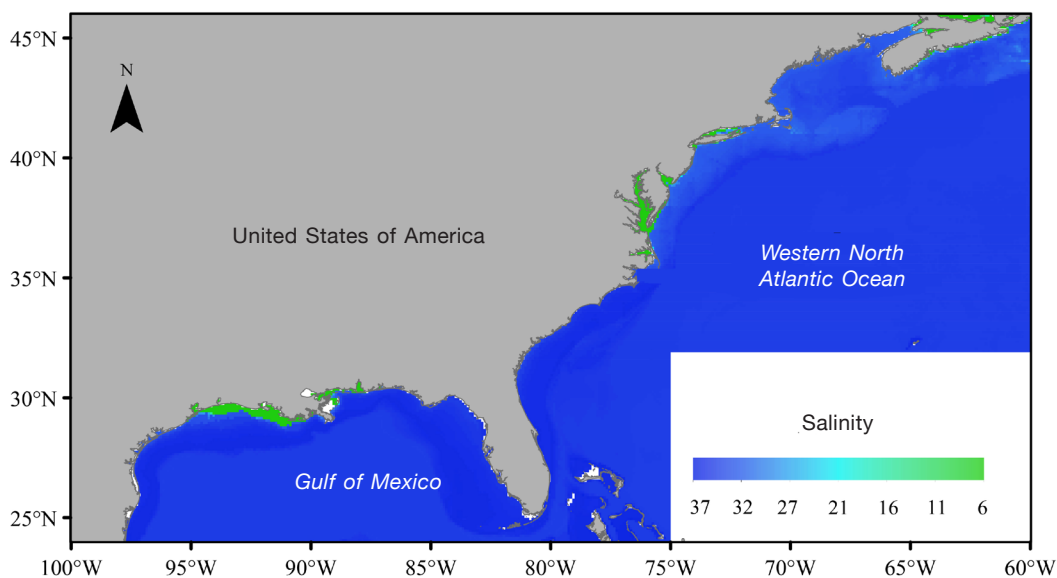 45°N
N
40°N
United States of America
35°N
Western North
Atlantic Ocean
30°N
Salinity
Gulf of Mexico
37 32 27 21 16 11 6
25°N
100°W 95°W 90°W 85°W 80°W 75°W 70°W 65°W 60°W